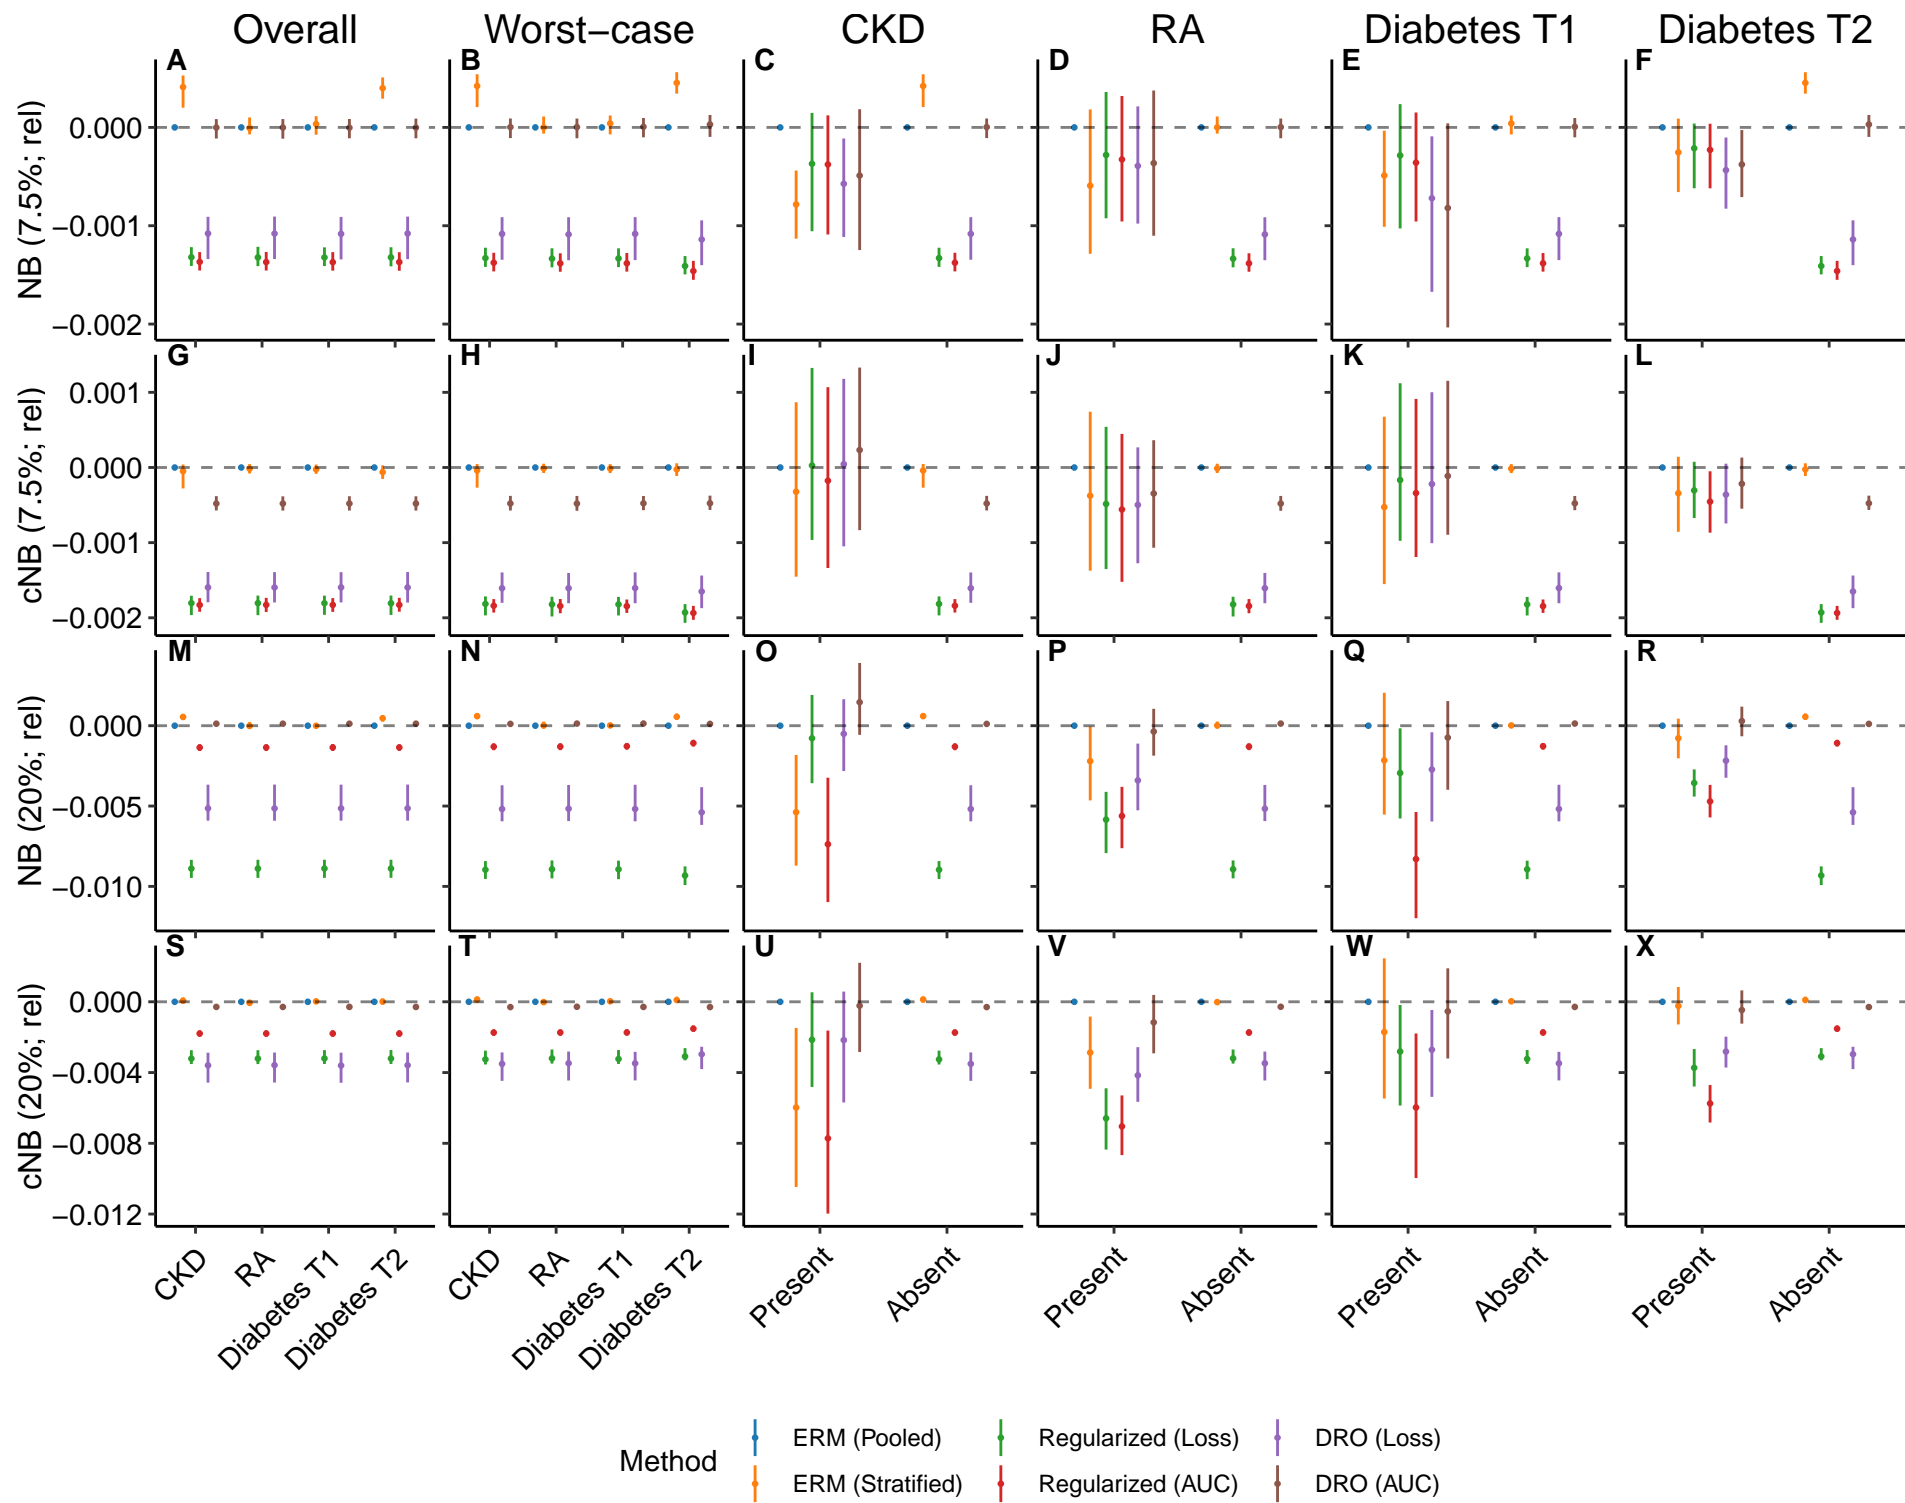 Overall Worst−case CKD RA Diabetes T1 Diabetes T2
A B C D E F
NB (7.5%; rel)
0.000
−0.001
−0.002
G H I J K L
cNB (7.5%; rel)
0.001
0.000
−0.001
−0.002
M N O P Q R
NB (20%; rel)
0.000
−0.005
−0.010
S T U V W X
cNB (20%; rel)
0.000
−0.004
−0.008
−0.012
CKD RA Diabetes T1 Diabetes T2 CKD RA Diabetes T1 Diabetes T2 Present Absent Present Absent Present Absent Present Absent
Method
ERM (Pooled) Regularized (Loss) DRO (Loss)
ERM (Stratified) Regularized (AUC) DRO (AUC)